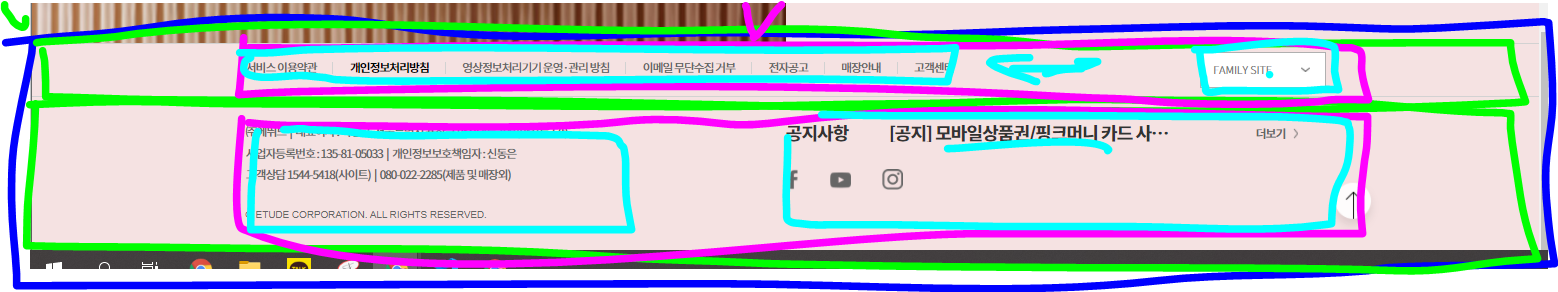 서비스 이용약관 개인정보처리방침 영상정보처리기기 운영·관리 방침 이메일 무단수집 거부 전자공고 매장안내 고객센터 FAMILY SITE
공지사항 [공지] 모바일상품권/핑크머니 카드 사··· 더보기
사업자등록번호 : 135-81-05033 | 개인정보보호책임자 : 신동은
고객상담 1544-5418(사이트) | 080-022-2285(제품 및 매장외)
ETUDE CORPORATION. ALL RIGHTS RESERVED.